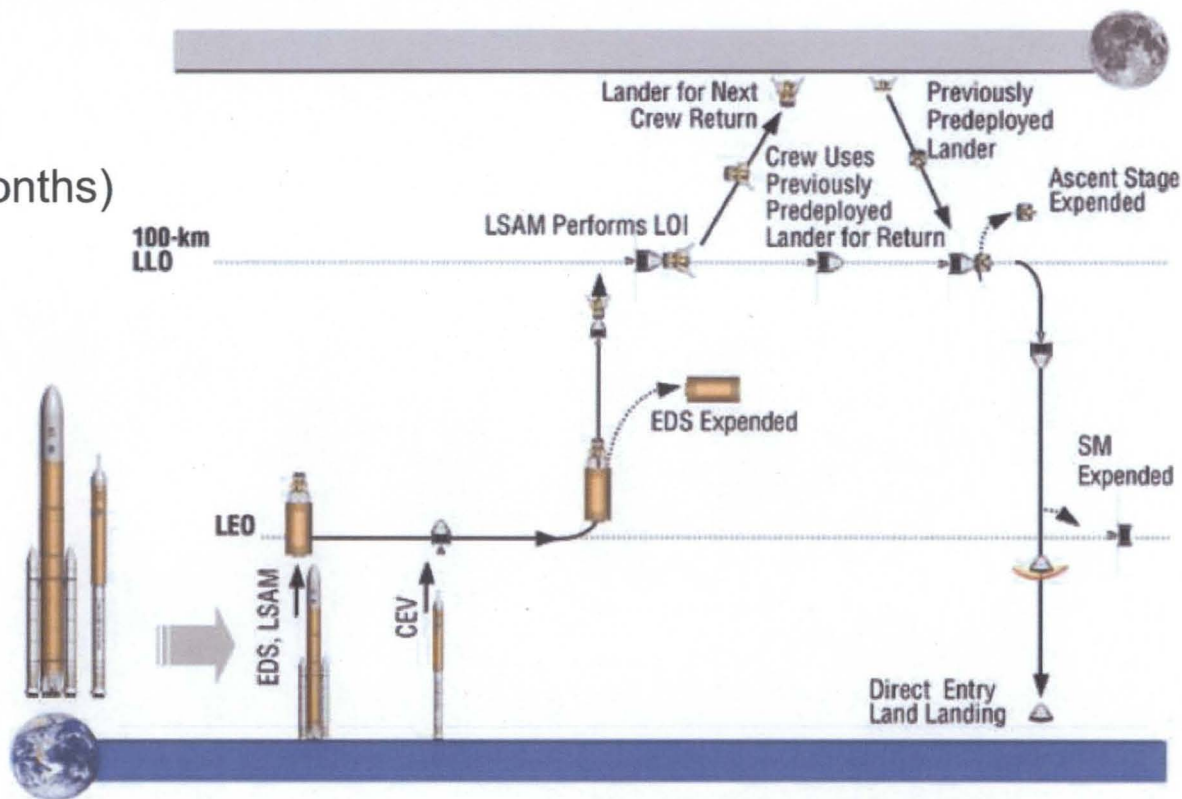 Lander for Next
Crew Return
Previously
Predeployed
Lander
onths)
Crew Uses
Previously
Predeployed
Lander for Return
Ascent Stage
Expended
100-km
LLO
LSAM Performs LOI
EDS Expended
SM
Expended
LEO
EDS, LSAM
CEV
Direct Entry
Land Landing